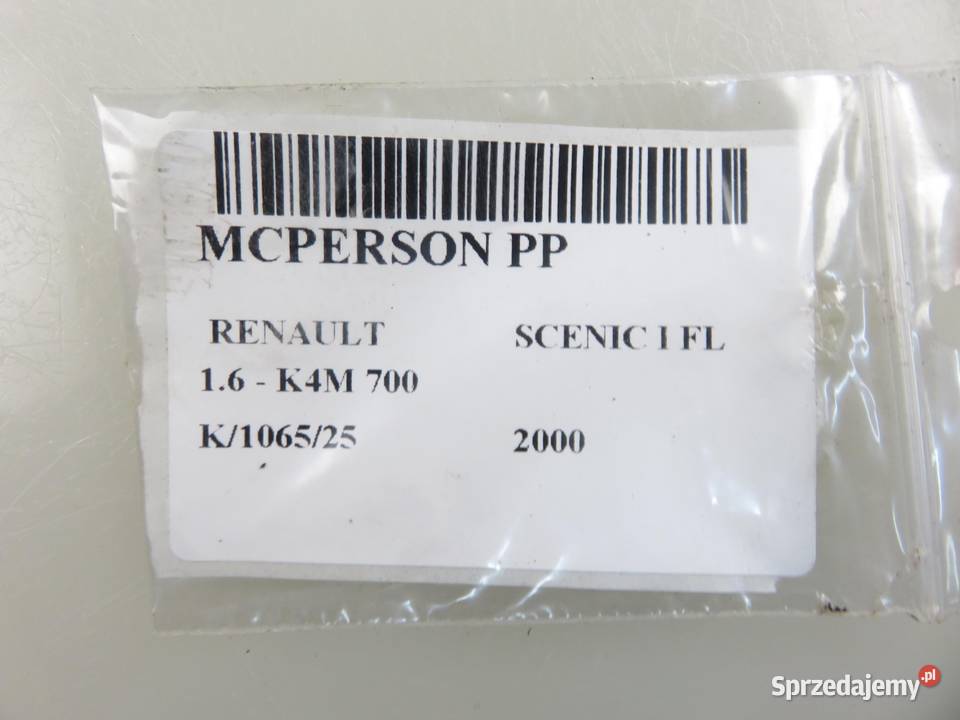 MCPERSON PP
RENAULT SCENIC I FL
1.6 - K4M 700
K/1065/25 2000
Sprzedajemy.pl